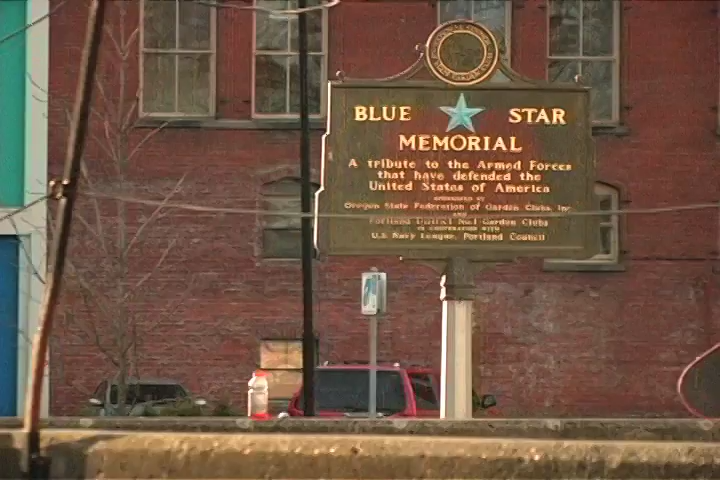 BLUE STAR
MEMORIAL
A tribute to the Armed Forces
that have defended the
United States of America
SPONSORED BY
Oregon State Federation of Garden Clubs, Inc.
AND
Portland District No.1 Garden Clubs
IN COOPERATION WITH
U.S. Navy League, Portland Council